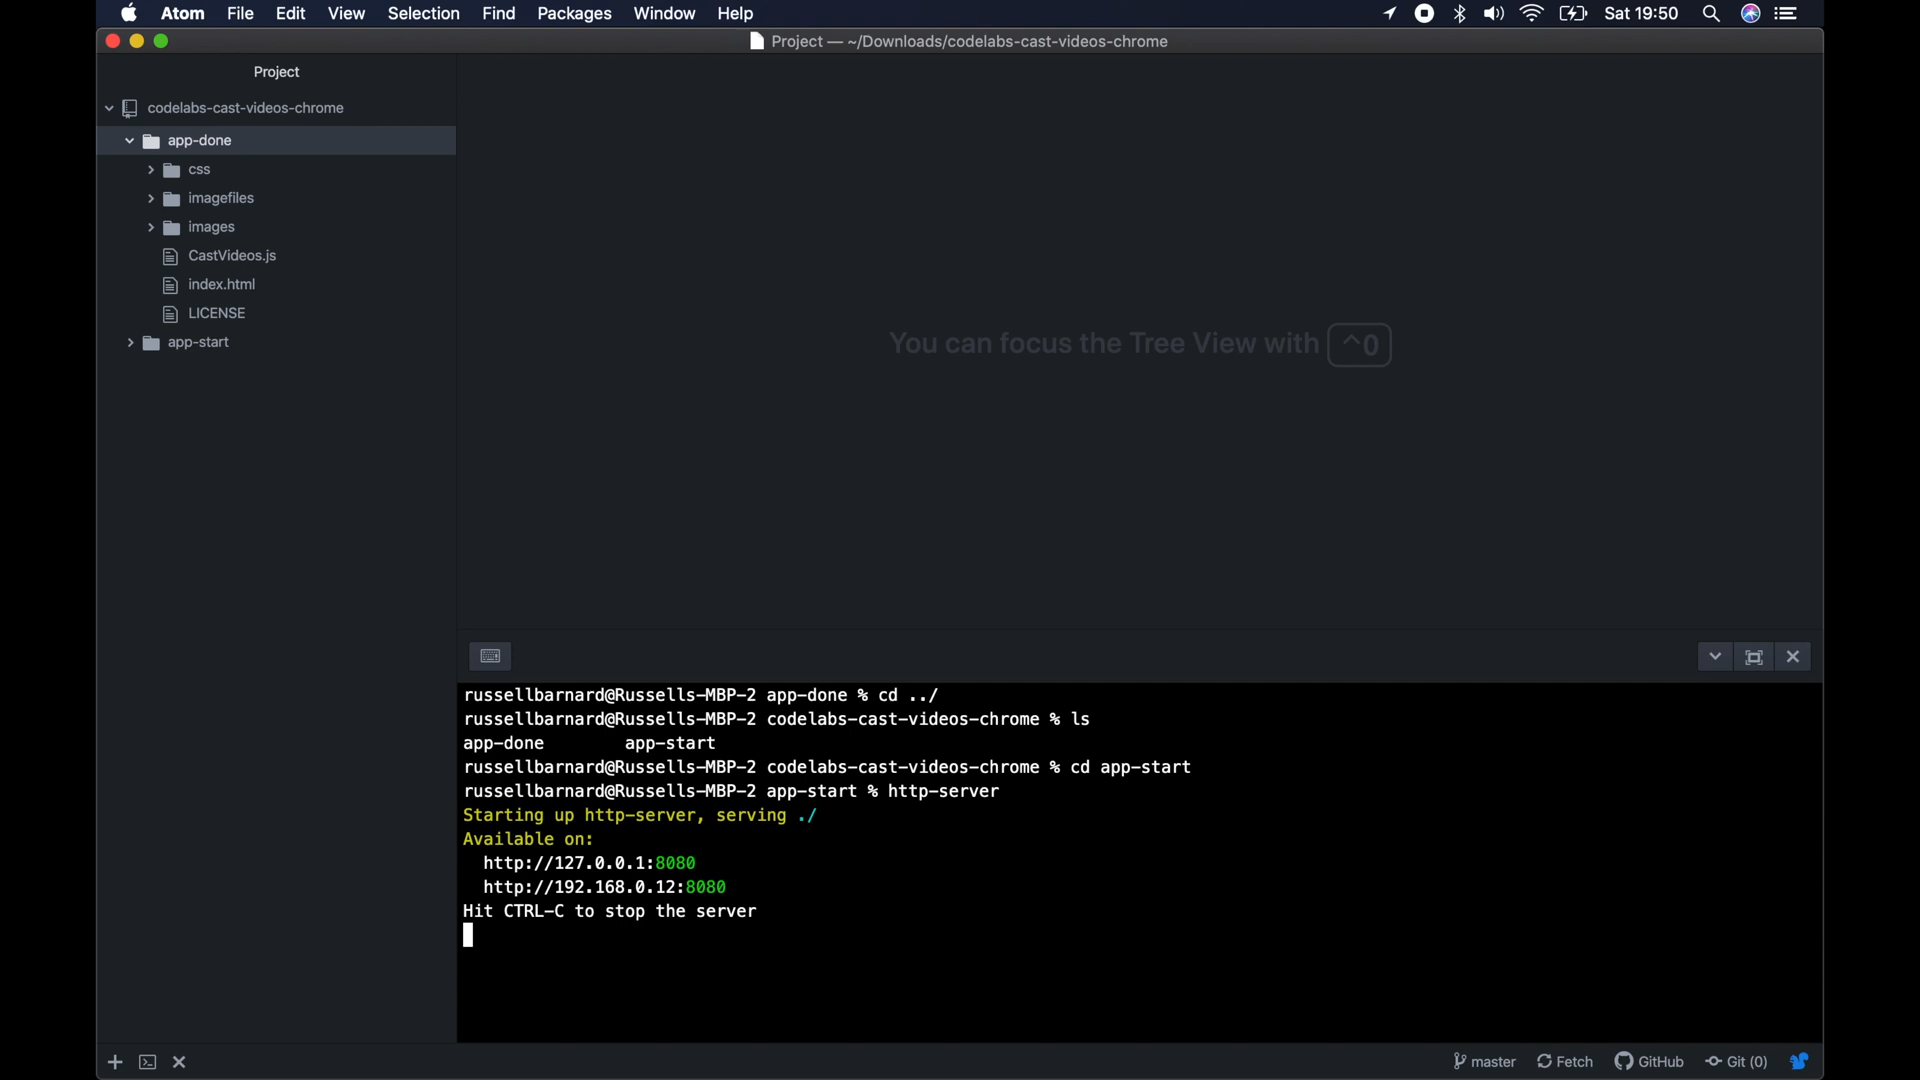 Atom File Edit View Selection Find Packages Window Help Sat 19:50
Project — ~/Downloads/codelabs-cast-videos-chrome
Project
codelabs-cast-videos-chrome
app-done
css
imagefiles
images
CastVideos.js
index.html
LICENSE
app-start
You can focus the Tree View with ^0
russellbarnard@Russells-MBP-2 app-done % cd ../
russellbarnard@Russells-MBP-2 codelabs-cast-videos-chrome % ls
app-done app-start
russellbarnard@Russells-MBP-2 codelabs-cast-videos-chrome % cd app-start
russellbarnard@Russells-MBP-2 app-start % http-server
Starting up http-server, serving ./
Available on:
http://127.0.0.1:8080
http://192.168.0.12:8080
Hit CTRL-C to stop the server
master Fetch GitHub Git (0)